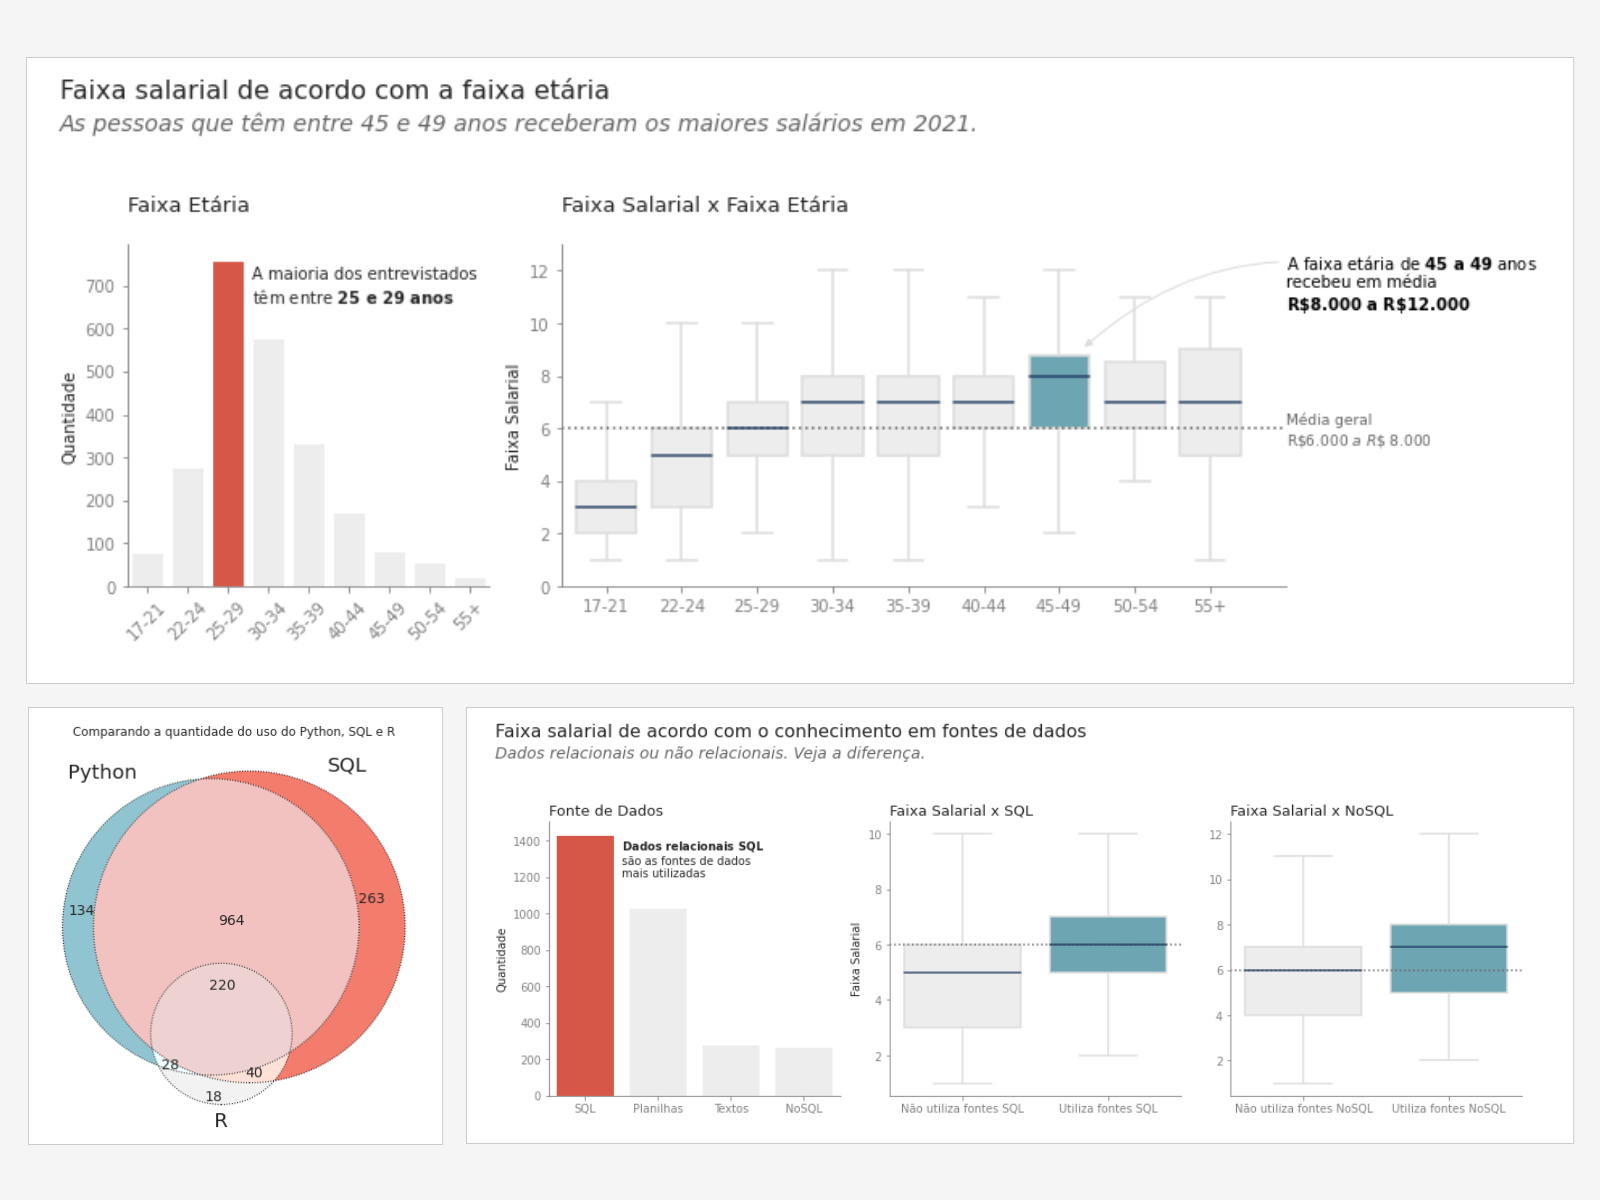 Faixa salarial de acordo com a faixa etária
As pessoas que têm entre 45 e 49 anos receberam os maiores salários em 2021.
Faixa Etária
Quantidade
700
600
500
400
300
200
100
0
A maioria dos entrevistados
têm entre 25 e 29 anos
17-21
22-24
25-29
30-34
35-39
40-44
45-49
50-54
55+
Faixa Salarial x Faixa Etária
Faixa Salarial
12
10
8
6
4
2
0
17-21
22-24
25-29
30-34
35-39
40-44
45-49
50-54
55+
A faixa etária de 45 a 49 anos
recebeu em média
R$8.000 a R$12.000
Média geral
R$6.000 a R$ 8.000
Comparando a quantidade do uso do Python, SQL e R
Python
SQL
134
964
263
220
28
40
18
R
Faixa salarial de acordo com o conhecimento em fontes de dados
Dados relacionais ou não relacionais. Veja a diferença.
Fonte de Dados
Quantidade
1400
1200
1000
800
600
400
200
0
Dados relacionais SQL
são as fontes de dados
mais utilizadas
SQL
Planilhas
Textos
NoSQL
Faixa Salarial x SQL
Faixa Salarial
10
8
6
4
2
Não utiliza fontes SQL
Utiliza fontes SQL
Faixa Salarial x NoSQL
12
10
8
6
4
2
Não utiliza fontes NoSQL
Utiliza fontes NoSQL